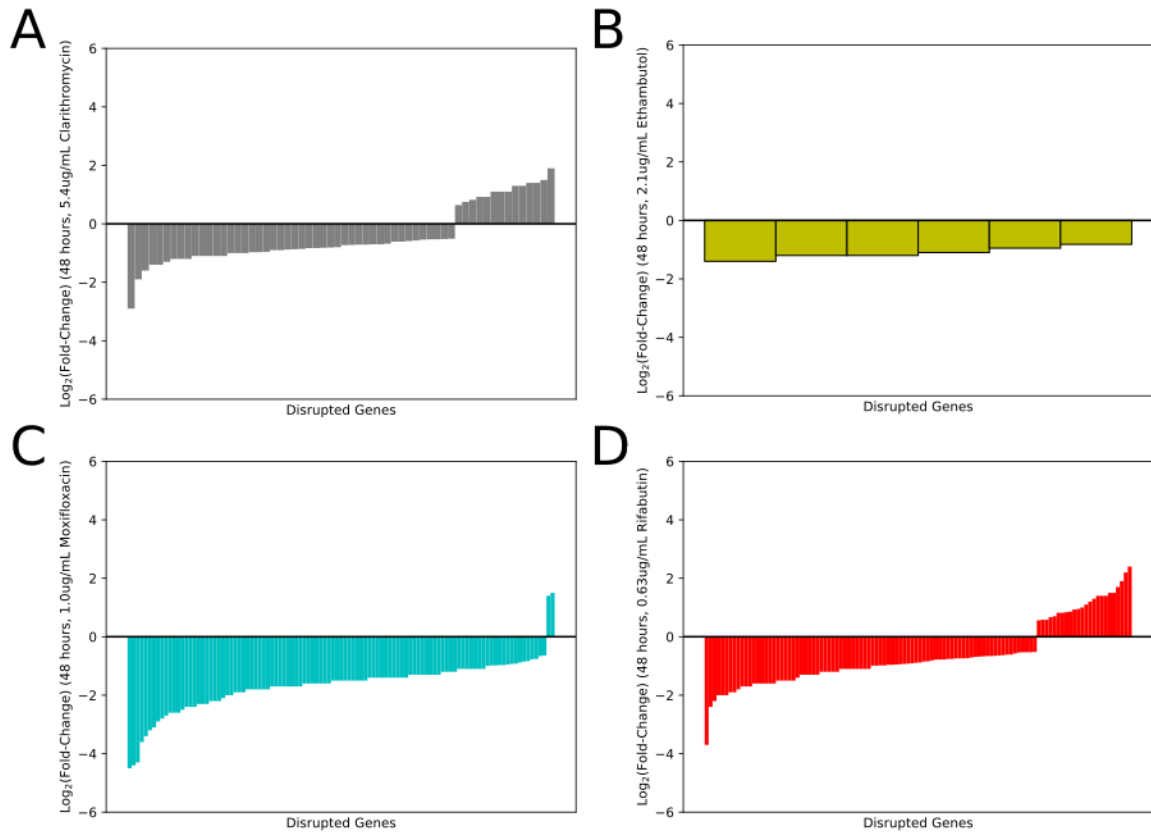 A
Log₂(Fold-Change) (48 hours, 5.4ug/mL Clarithromycin)
6
4
2
0
−2
−4
−6
Disrupted Genes
B
Log₂(Fold-Change) (48 hours, 2.1ug/mL Ethambutol)
6
4
2
0
−2
−4
−6
Disrupted Genes
C
Log₂(Fold-Change) (48 hours, 1.0ug/mL Moxifloxacin)
6
4
2
0
−2
−4
−6
Disrupted Genes
D
Log₂(Fold-Change) (48 hours, 0.63ug/mL Rifabutin)
6
4
2
0
−2
−4
−6
Disrupted Genes